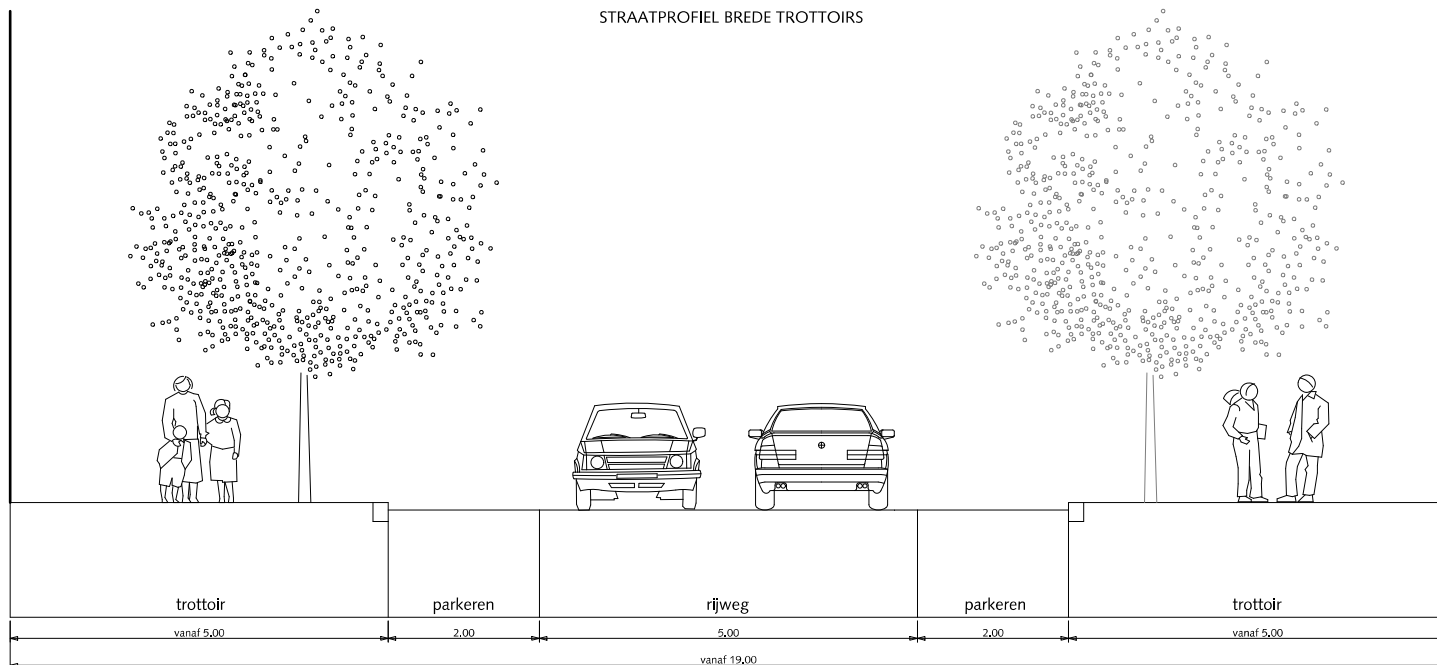 STRAATPROFIEL BREDE TROTTOIRS
trottoir parkeren rijweg parkeren trottoir
vanaf 5.00 2.00 5.00 2.00 vanaf 5.00
vanaf 19.00